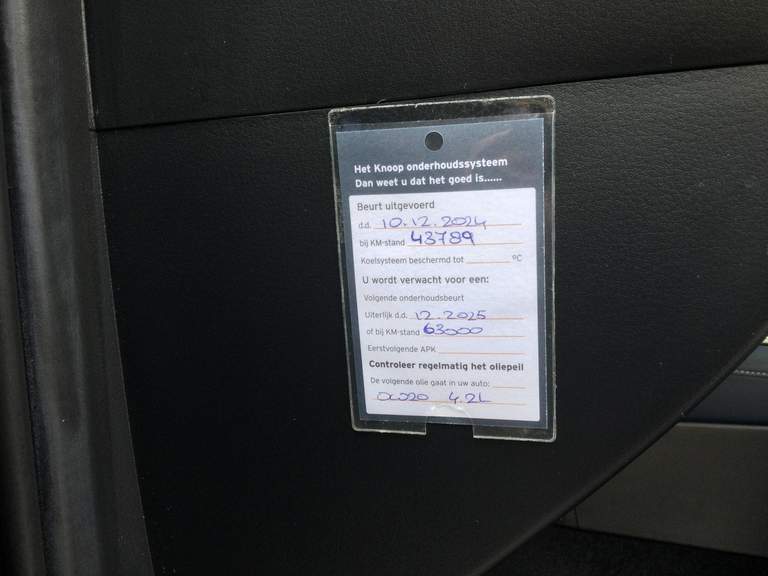 Het Knoop onderhoudssysteem
Dan weet u dat het goed is......
Beurt uitgevoerd
d.d. 10.12.2024
bij KM-stand 43789
Koelsysteem beschermd tot °C
U wordt verwacht voor een:
Volgende onderhoudsbeurt
Uiterlijk d.d. 12.2025
of bij KM-stand 63000
Eerstvolgende APK
Controleer regelmatig het oliepeil
De volgende olie gaat in uw auto:
0W20 4.2L